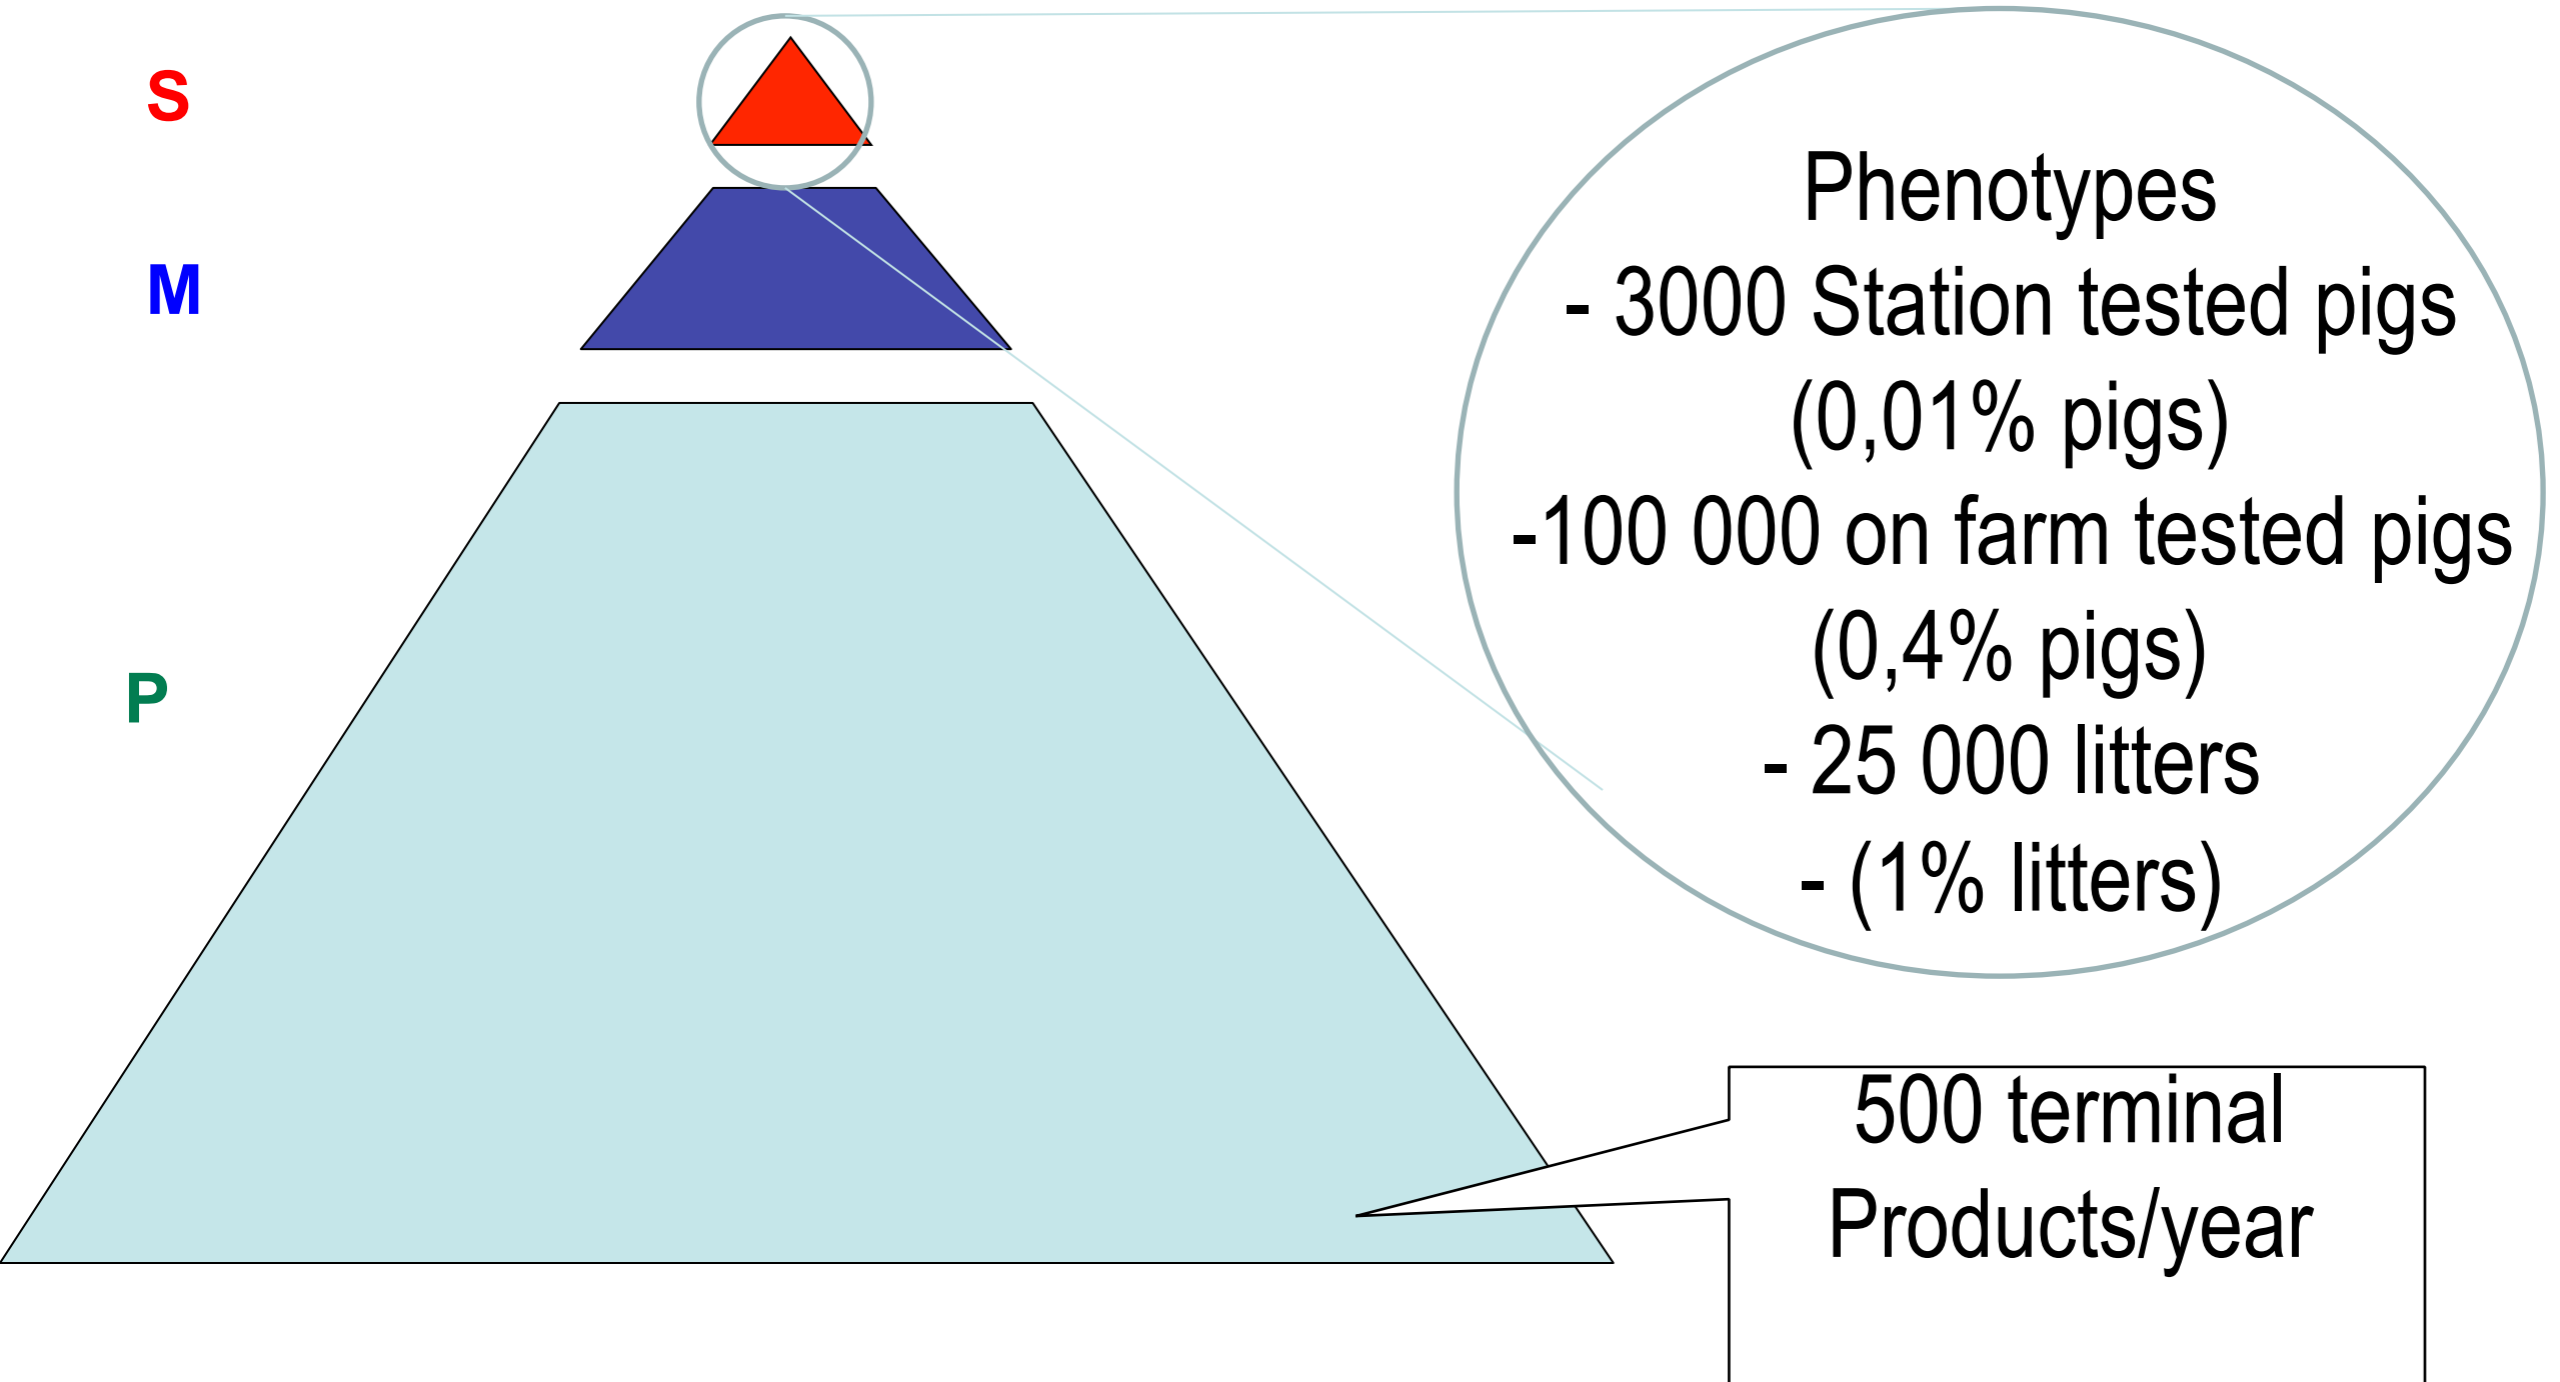 S
M
P
Phenotypes
- 3000 Station tested pigs
(0,01% pigs)
-100 000 on farm tested pigs
(0,4% pigs)
- 25 000 litters
- (1% litters)
500 terminal
Products/year